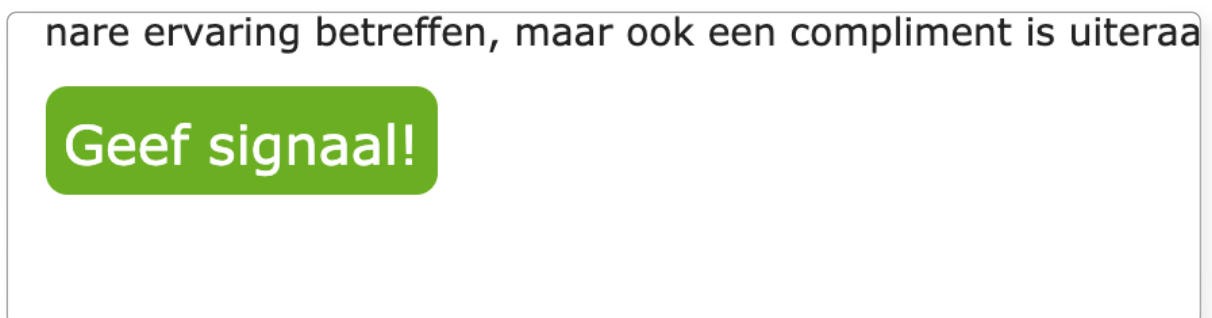 nare ervaring betreffen, maar ook een compliment is uiteraa
Geef signaal!